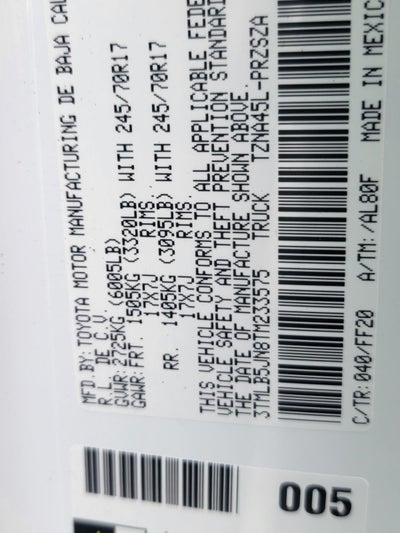 MFD.BY:TOYOTA MOTOR MANUFACTURING DE BAJA
R.L. DE C.V.
GVWR: 2725KG (6005LB)
GAWR:FRT. 1505KG (3320LB) WITH 245/70R17
17X7J RIMS.
RR. 1405KG (3095LB) WITH 245/70R17
17X7J RIMS.
THIS VEHICLE CONFORMS TO ALL APPLICABLE
VEHICLE SAFETY AND THEFT PREVENTION
THE DATE OF MANUFACTURE SHOWN ABOVE.
3TMLB5JN8TM233575 TRUCK TZNA45L-PRZSZA
C/TR:040/FF20 A/TM:/AL80F MADE IN MEXICO
005